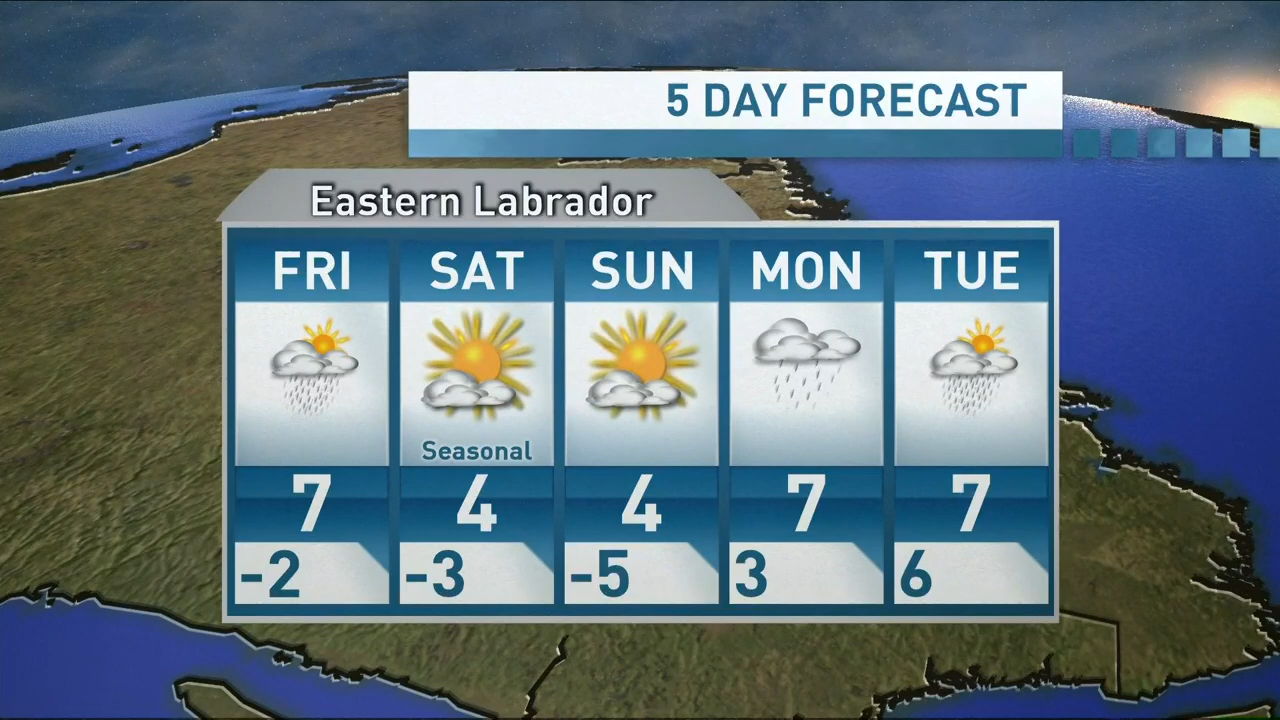 5 DAY FORECAST
Eastern Labrador
FRI SAT SUN MON TUE
Seasonal
7 4 4 7 7
-2 -3 -5 3 6